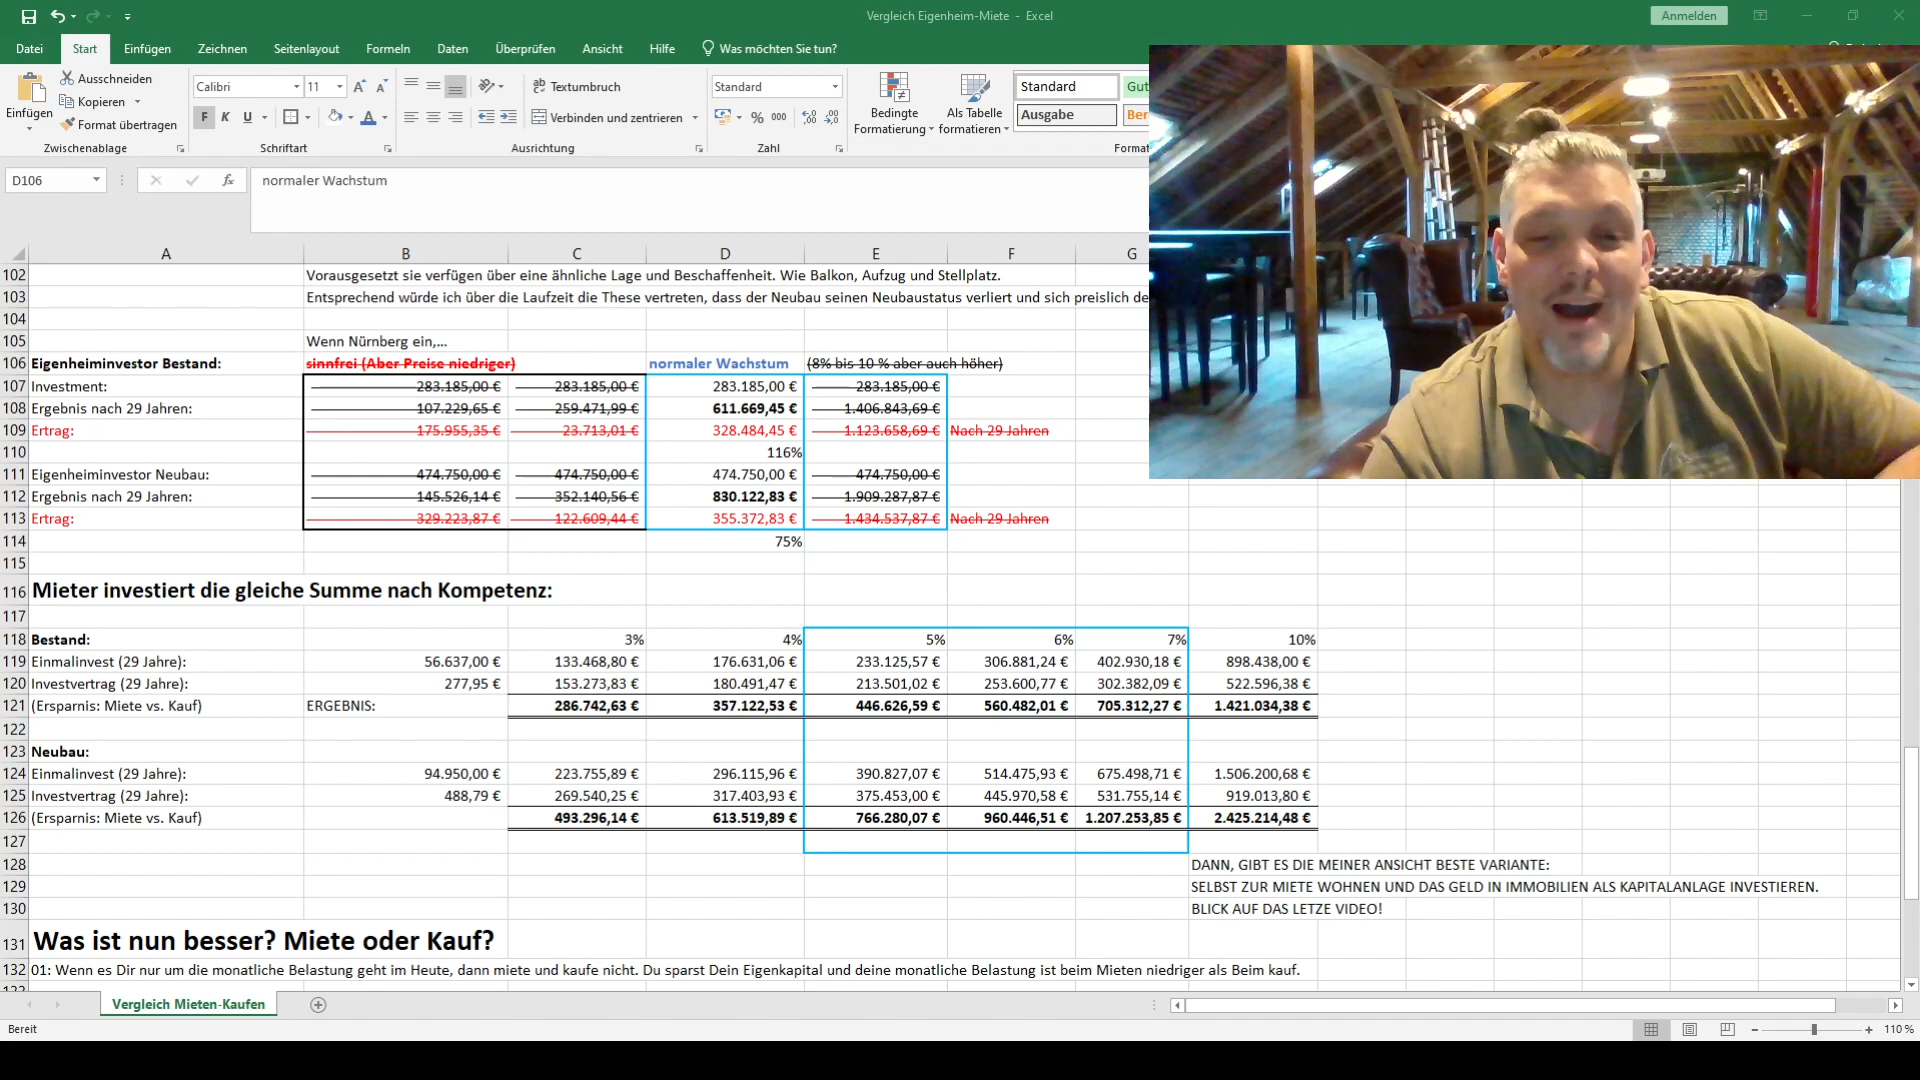 Vergleich Eigenheim-Miete - Excel
Anmelden
Datei Start Einfügen Zeichnen Seitenlayout Formeln Daten Überprüfen Ansicht Hilfe Was möchten Sie tun?
Einfügen
Ausschneiden
Kopieren
Format übertragen
Zwischenablage
Calibri 11
F K U
Schriftart
Textumbruch
Verbinden und zentrieren
Ausrichtung
Standard
% 000
Zahl
Bedingte Formatierung
Als Tabelle formatieren
Standard Gut
Ausgabe Ber
Format
D106 fx normaler Wachstum
A B C D E F G
102 Vorausgesetzt sie verfügen über eine ähnliche Lage und Beschaffenheit. Wie Balkon, Aufzug und Stellplatz.
103 Entsprechend würde ich über die Laufzeit die These vertreten, dass der Neubau seinen Neubaustatus verliert und sich preislich de
104
105 Wenn Nürnberg ein,...
106 Eigenheiminvestor Bestand: sinnfrei (Aber Preise niedriger) normaler Wachstum (8% bis 10 % aber auch höher)
107 Investment: 283.185,00 € 283.185,00 € 283.185,00 € 283.185,00 €
108 Ergebnis nach 29 Jahren: 107.229,65 € 259.471,99 € 611.669,45 € 1.406.843,69 €
109 Ertrag: 175.955,35 € 23.713,01 € 328.484,45 € 1.123.658,69 € Nach 29 Jahren
110 116%
111 Eigenheiminvestor Neubau: 474.750,00 € 474.750,00 € 474.750,00 € 474.750,00 €
112 Ergebnis nach 29 Jahren: 145.526,14 € 352.140,56 € 830.122,83 € 1.909.287,87 €
113 Ertrag: 329.223,87 € 122.609,44 € 355.372,83 € 1.434.537,87 € Nach 29 Jahren
114 75%
115
116 Mieter investiert die gleiche Summe nach Kompetenz:
117
118 Bestand: 3% 4% 5% 6% 7% 10%
119 Einmalinvest (29 Jahre): 56.637,00 € 133.468,80 € 176.631,06 € 233.125,57 € 306.881,24 € 402.930,18 € 898.438,00 €
120 Investvertrag (29 Jahre): 277,95 € 153.273,83 € 180.491,47 € 213.501,02 € 253.600,77 € 302.382,09 € 522.596,38 €
121 (Ersparnis: Miete vs. Kauf) ERGEBNIS: 286.742,63 € 357.122,53 € 446.626,59 € 560.482,01 € 705.312,27 € 1.421.034,38 €
122
123 Neubau:
124 Einmalinvest (29 Jahre): 94.950,00 € 223.755,89 € 296.115,96 € 390.827,07 € 514.475,93 € 675.498,71 € 1.506.200,68 €
125 Investvertrag (29 Jahre): 488,79 € 269.540,25 € 317.403,93 € 375.453,00 € 445.970,58 € 531.755,14 € 919.013,80 €
126 (Ersparnis: Miete vs. Kauf) 493.296,14 € 613.519,89 € 766.280,07 € 960.446,51 € 1.207.253,85 € 2.425.214,48 €
127
128 DANN, GIBT ES DIE MEINER ANSICHT BESTE VARIANTE:
129 SELBST ZUR MIETE WOHNEN UND DAS GELD IN IMMOBILIEN ALS KAPITALANLAGE INVESTIEREN.
130 BLICK AUF DAS LETZE VIDEO!
131 Was ist nun besser? Miete oder Kauf?
132 01: Wenn es Dir nur um die monatliche Belastung geht im Heute, dann miete und kaufe nicht. Du sparst Dein Eigenkapital und deine monatliche Belastung ist beim Mieten niedriger als Beim kauf.
Vergleich Mieten-Kaufen
Bereit
110 %